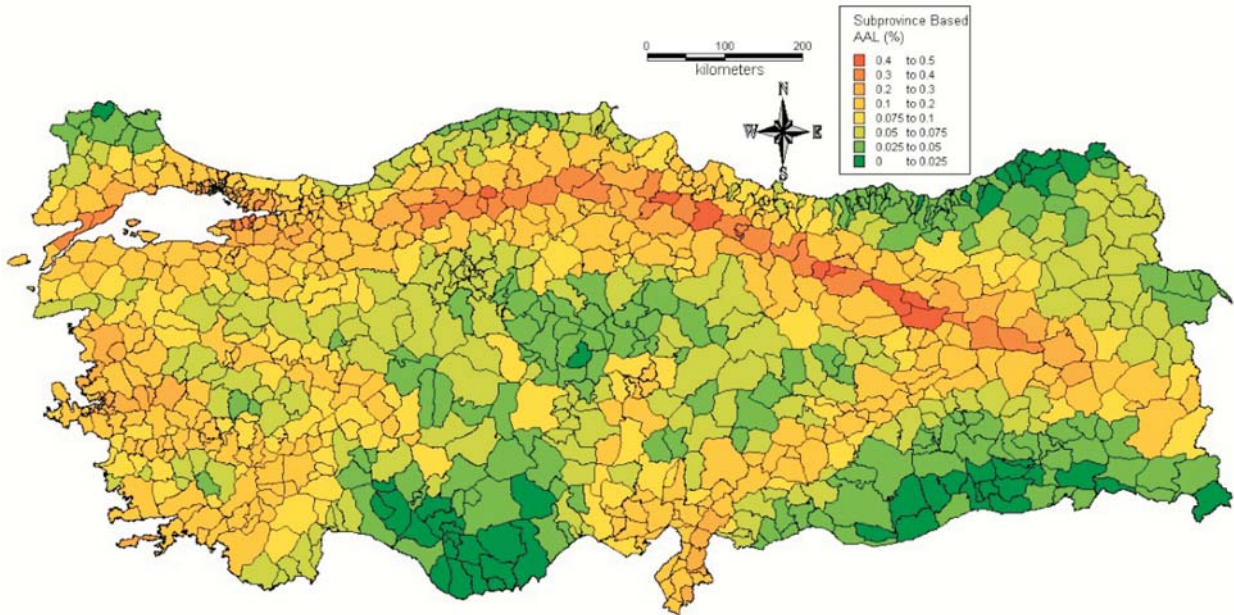 Subprovince Based
AAL (%)
0.4 to 0.5
0.3 to 0.4
0.2 to 0.3
0.1 to 0.2
0.075 to 0.1
0.05 to 0.075
0.025 to 0.05
0 to 0.025
0 100 200
kilometers
N
W E
S